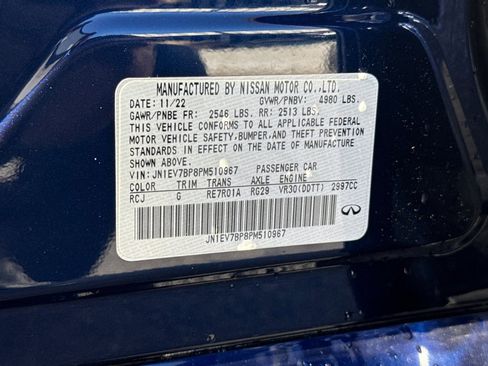 MANUFACTURED BY NISSAN MOTOR CO.,LTD.
DATE: 11/22 GVWR/PNBV: 4980 LBS.
GAWR/PNBE FR: 2546 LBS. RR: 2513 LBS.
THIS VEHICLE CONFORMS TO ALL APPLICABLE FEDERAL
MOTOR VEHICLE SAFETY,BUMPER,AND THEFT PREVENTION
STANDARDS IN EFFECT ON THE DATE OF MANUFACTURE
SHOWN ABOVE.
VIN: JN1EV7BP8PM510967 PASSENGER CAR
COLOR TRIM TRANS AXLE ENGINE
RCJ G RE7R01A RG29 VR30(DDTT) 2997CC
JN1EV7BP8PM510967
INFINITI